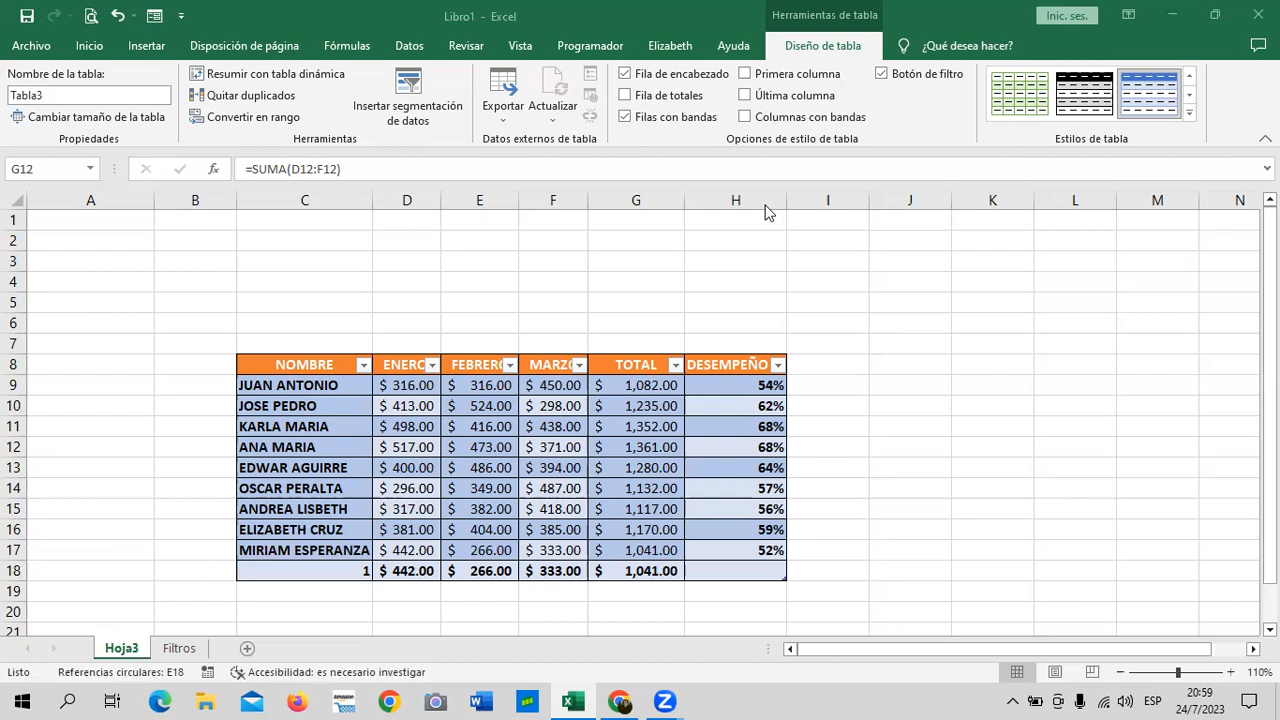 Libro1 - Excel
Herramientas de tabla
Inic. ses.
Archivo Inicio Insertar Disposición de página Fórmulas Datos Revisar Vista Programador Elizabeth Ayuda Diseño de tabla ¿Qué desea hacer?
Nombre de la tabla:
Tabla3
Cambiar tamaño de la tabla
Propiedades
Resumir con tabla dinámica
Quitar duplicados
Convertir en rango
Insertar segmentación
de datos
Herramientas
Exportar Actualizar
Datos externos de tabla
Fila de encabezado Primera columna Botón de filtro
Fila de totales Última columna
Filas con bandas Columnas con bandas
Opciones de estilo de tabla
Estilos de tabla
G12 fx =SUMA(D12:F12)
A B C D E F G H I J K L M N
1
2
3
4
5
6
7
8 NOMBRE ENERO FEBRERO MARZO TOTAL DESEMPEÑO
9 JUAN ANTONIO $ 316.00 $ 316.00 $ 450.00 $ 1,082.00 54%
10 JOSE PEDRO $ 413.00 $ 524.00 $ 298.00 $ 1,235.00 62%
11 KARLA MARIA $ 498.00 $ 416.00 $ 438.00 $ 1,352.00 68%
12 ANA MARIA $ 517.00 $ 473.00 $ 371.00 $ 1,361.00 68%
13 EDWAR AGUIRRE $ 400.00 $ 486.00 $ 394.00 $ 1,280.00 64%
14 OSCAR PERALTA $ 296.00 $ 349.00 $ 487.00 $ 1,132.00 57%
15 ANDREA LISBETH $ 317.00 $ 382.00 $ 418.00 $ 1,117.00 56%
16 ELIZABETH CRUZ $ 381.00 $ 404.00 $ 385.00 $ 1,170.00 59%
17 MIRIAM ESPERANZA $ 442.00 $ 266.00 $ 333.00 $ 1,041.00 52%
18 1 $ 442.00 $ 266.00 $ 333.00 $ 1,041.00
19
20
21
Hoja3 Filtros
Listo Referencias circulares: E18 Accesibilidad: es necesario investigar 110%
amazon
ESP
20:59
24/7/2023